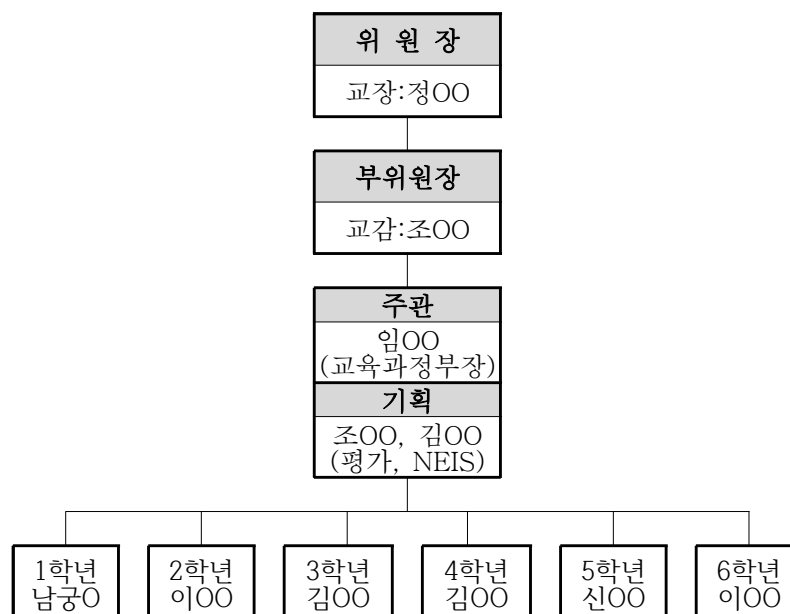 위 원 장
교장:정OO
부위원장
교감:조OO
주관
임OO
(교육과정부장)
기획
조OO, 김OO
(평가, NEIS)
1학년
남궁O
2학년
이OO
3학년
김OO
4학년
김OO
5학년
신OO
6학년
이OO